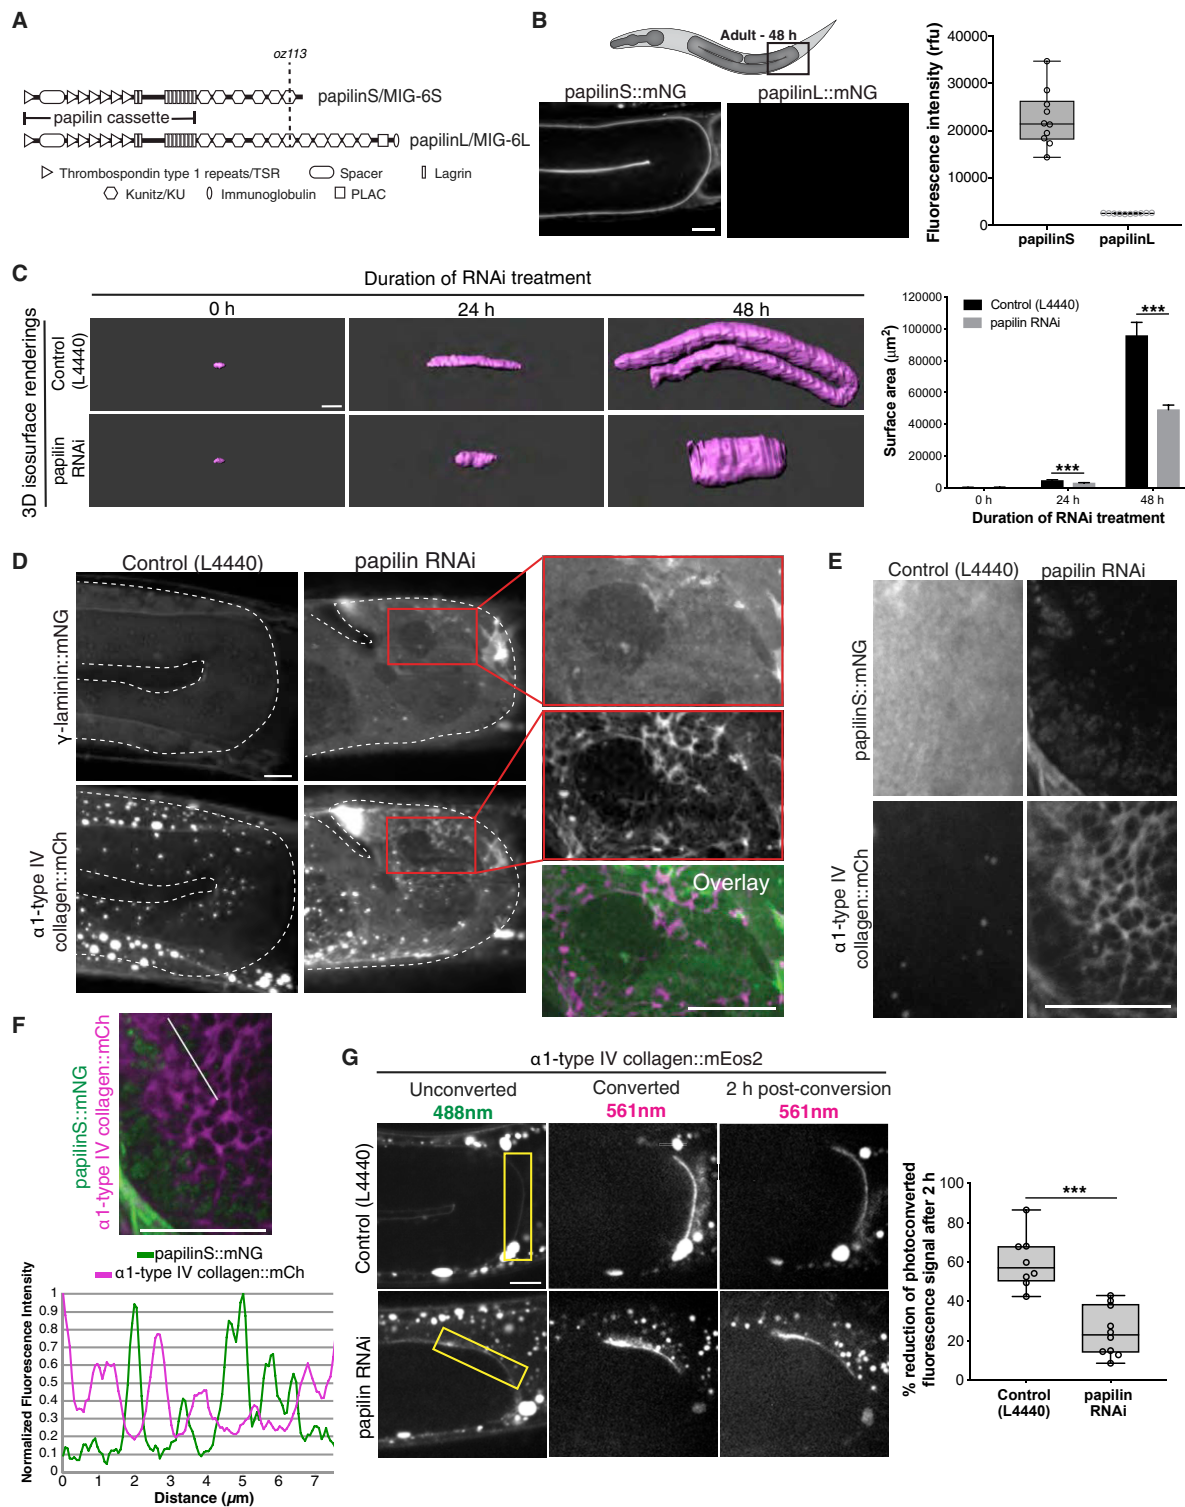 A
oz113
papilinS/MIG-6S
papilin cassette
papilinL/MIG-6L
Thrombospondin type 1 repeats/TSR
Spacer
Lagrin
Kunitz/KU
Immunoglobulin
PLAC
B
Adult - 48 h
papilinS::mNG
papilinL::mNG
Fluorescence intensity (rfu)
40000
30000
20000
10000
0
papilinS
papilinL
C
Duration of RNAi treatment
0 h
24 h
48 h
3D isosurface renderings
Control
(L4440)
papilin
RNAi
Surface area (μm²)
120000
100000
80000
60000
40000
20000
0
Control (L4440)
papilin RNAi
***
***
0 h
24 h
48 h
Duration of RNAi treatment
D
Control (L4440)
papilin RNAi
γ-laminin::mNG
α1-type IV
collagen::mCh
Overlay
E
Control (L4440)
papilin RNAi
papilinS::mNG
α1-type IV
collagen::mCh
F
papilinS::mNG
α1-type IV collagen::mCh
papilinS::mNG
α1-type IV collagen::mCh
Normalized Fluorescence Intensity
1
0.9
0.8
0.7
0.6
0.5
0.4
0.3
0.2
0.1
0
0 1 2 3 4 5 6 7
Distance (μm)
G
α1-type IV collagen::mEos2
Unconverted
488nm
Converted
561nm
2 h post-conversion
561nm
Control (L4440)
papilin RNAi
% reduction of photoconverted
fluorescence signal after 2 h
100
80
60
40
20
0
***
Control
(L4440)
papilin
RNAi